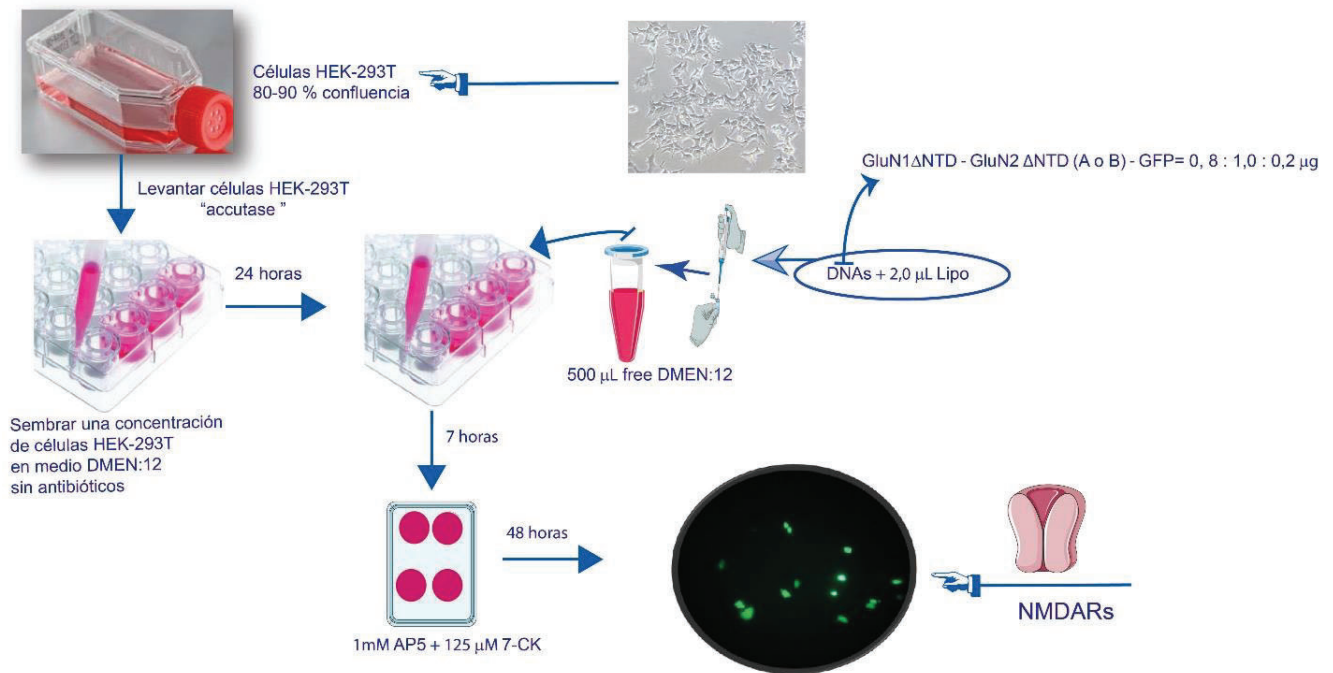 Células HEK-293T
80-90 % confluencia
GluN1ΔNTD - GluN2 ΔNTD (A o B) - GFP= 0, 8 : 1,0 : 0,2 μg
Levantar células HEK-293T
“accutase ”
24 horas
DNAs + 2,0 μL Lipo
500 μL free DMEN:12
Sembrar una concentración
de células HEK-293T
en medio DMEN:12
sin antibióticos
7 horas
48 horas
1mM AP5 + 125 μM 7-CK
NMDARs